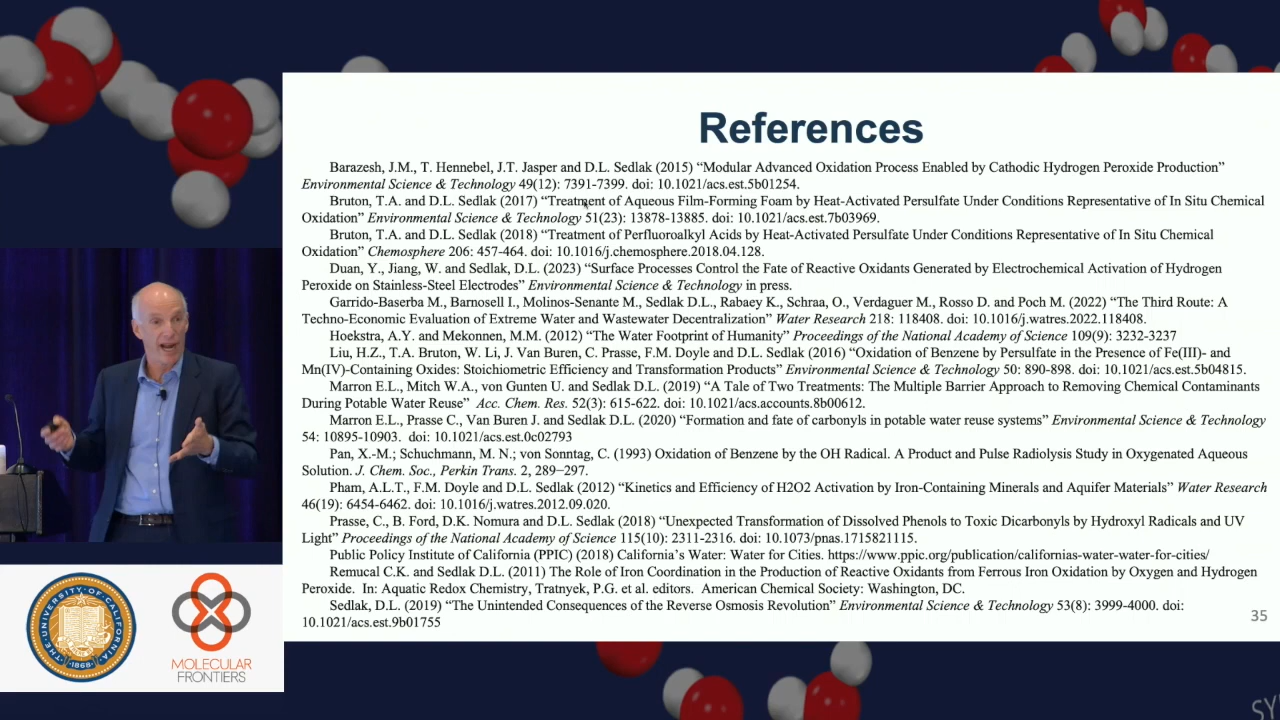 References
Barazesh, J.M., T. Hennebel, J.T. Jasper and D.L. Sedlak (2015) “Modular Advanced Oxidation Process Enabled by Cathodic Hydrogen Peroxide Production”
Environmental Science & Technology 49(12): 7391-7399. doi: 10.1021/acs.est.5b01254.
Bruton, T.A. and D.L. Sedlak (2017) “Treatment of Aqueous Film-Forming Foam by Heat-Activated Persulfate Under Conditions Representative of In Situ Chemical
Oxidation” Environmental Science & Technology 51(23): 13878-13885. doi: 10.1021/acs.est.7b03969.
Bruton, T.A. and D.L. Sedlak (2018) “Treatment of Perfluoroalkyl Acids by Heat-Activated Persulfate Under Conditions Representative of In Situ Chemical
Oxidation” Chemosphere 206: 457-464. doi: 10.1016/j.chemosphere.2018.04.128.
Duan, Y., Jiang, W. and Sedlak, D.L. (2023) “Surface Processes Control the Fate of Reactive Oxidants Generated by Electrochemical Activation of Hydrogen
Peroxide on Stainless-Steel Electrodes” Environmental Science & Technology in press.
Garrido-Baserba M., Barnosell I., Molinos-Senante M., Sedlak D.L., Rabaey K., Schraa, O., Verdaguer M., Rosso D. and Poch M. (2022) “The Third Route: A
Techno-Economic Evaluation of Extreme Water and Wastewater Decentralization” Water Research 218: 118408. doi: 10.1016/j.watres.2022.118408.
Hoekstra, A.Y. and Mekonnen, M.M. (2012) “The Water Footprint of Humanity” Proceedings of the National Academy of Science 109(9): 3232-3237
Liu, H.Z., T.A. Bruton, W. Li, J. Van Buren, C. Prasse, F.M. Doyle and D.L. Sedlak (2016) “Oxidation of Benzene by Persulfate in the Presence of Fe(III)- and
Mn(IV)-Containing Oxides: Stoichiometric Efficiency and Transformation Products” Environmental Science & Technology 50: 890-898. doi: 10.1021/acs.est.5b04815.
Marron E.L., Mitch W.A., von Gunten U. and Sedlak D.L. (2019) “A Tale of Two Treatments: The Multiple Barrier Approach to Removing Chemical Contaminants
During Potable Water Reuse” Acc. Chem. Res. 52(3): 615-622. doi: 10.1021/acs.accounts.8b00612.
Marron E.L., Prasse C., Van Buren J. and Sedlak D.L. (2020) “Formation and fate of carbonyls in potable water reuse systems” Environmental Science & Technology
54: 10895-10903. doi: 10.1021/acs.est.0c02793
Pan, X.-M.; Schuchmann, M. N.; von Sonntag, C. (1993) Oxidation of Benzene by the OH Radical. A Product and Pulse Radiolysis Study in Oxygenated Aqueous
Solution. J. Chem. Soc., Perkin Trans. 2, 289−297.
Pham, A.L.T., F.M. Doyle and D.L. Sedlak (2012) “Kinetics and Efficiency of H2O2 Activation by Iron-Containing Minerals and Aquifer Materials” Water Research
46(19): 6454-6462. doi: 10.1016/j.watres.2012.09.020.
Prasse, C., B. Ford, D.K. Nomura and D.L. Sedlak (2018) “Unexpected Transformation of Dissolved Phenols to Toxic Dicarbonyls by Hydroxyl Radicals and UV
Light” Proceedings of the National Academy of Science 115(10): 2311-2316. doi: 10.1073/pnas.1715821115.
Public Policy Institute of California (PPIC) (2018) California’s Water: Water for Cities. https://www.ppic.org/publication/californias-water-water-for-cities/
Remucal C.K. and Sedlak D.L. (2011) The Role of Iron Coordination in the Production of Reactive Oxidants from Ferrous Iron Oxidation by Oxygen and Hydrogen
Peroxide. In: Aquatic Redox Chemistry, Tratnyek, P.G. et al. editors. American Chemical Society: Washington, DC.
Sedlak, D.L. (2019) “The Unintended Consequences of the Reverse Osmosis Revolution” Environmental Science & Technology 53(8): 3999-4000. doi:
10.1021/acs.est.9b01755
35
UNIVERSITY OF CALIFORNIA
·1868·
MOLECULAR
FRONTIERS
SY